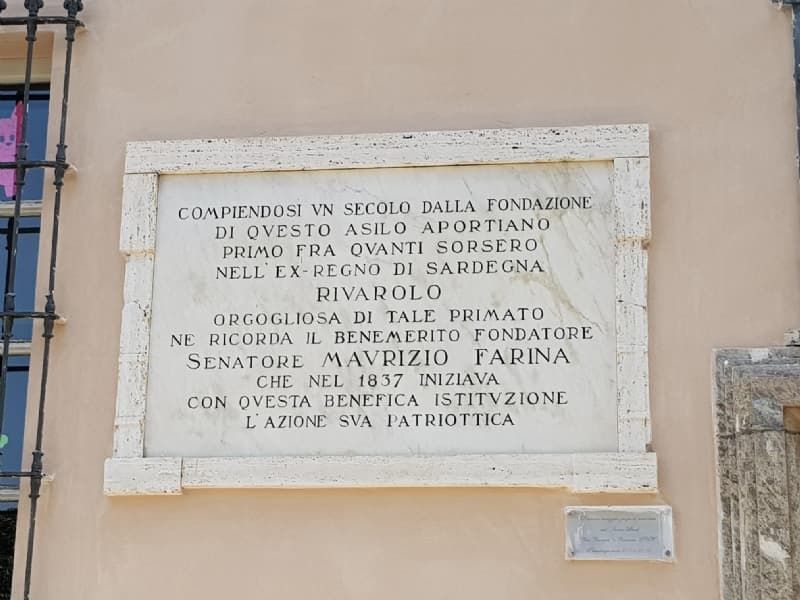 COMPIENDOSI VN SECOLO DALLA FONDAZIONE
DI QVESTO ASILO APORTIANO
PRIMO FRA QVANTI SORSERO
NELL'EX-REGNO DI SARDEGNA
RIVAROLO
ORGOGLIOSA DI TALE PRIMATO
NE RICORDA IL BENEMERITO FONDATORE
SENATORE MAVRIZIO FARINA
CHE NEL 1837 INIZIAVA
CON QVESTA BENEFICA ISTITVZIONE
L'AZIONE SVA PATRIOTTICA